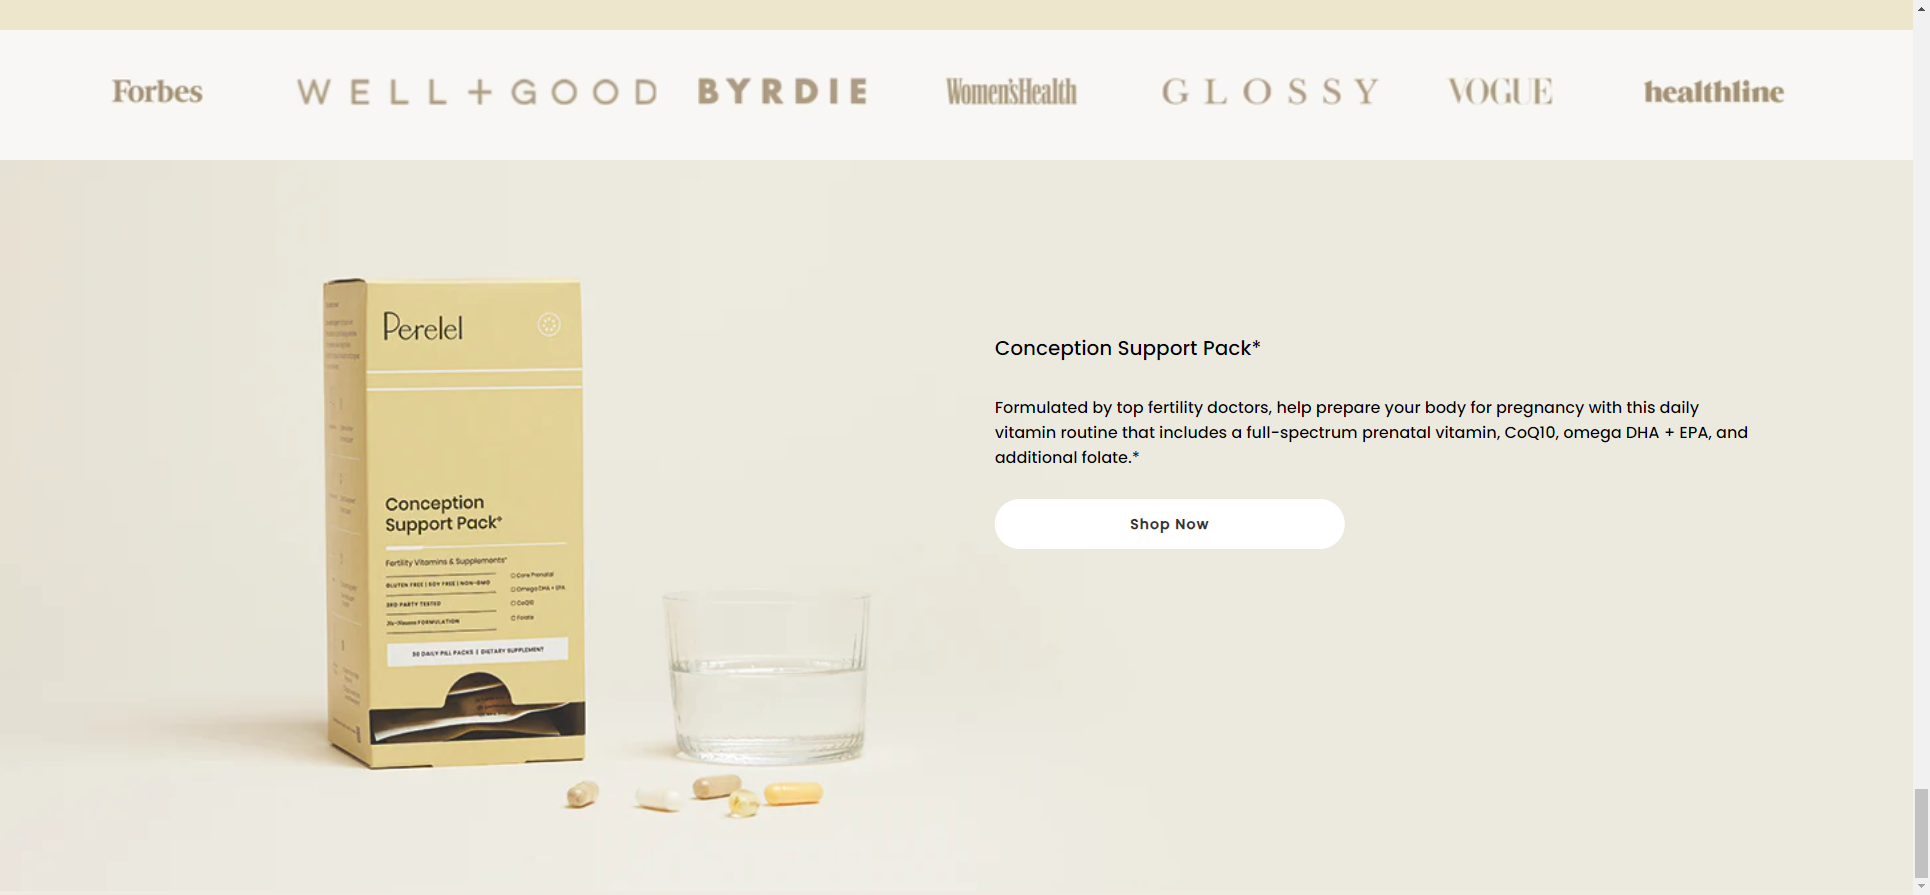 Forbes
WELL+GOOD
BYRDIE
Women'sHealth
GLOSSY
VOGUE
healthline
Perelel
Conception
Support Pack*
Fertility Vitamins & Supplements*
GLUTEN FREE | SOY FREE | NON-GMO
3RD PARTY TESTED
FORMULATION
Core Prenatal
Omega DHA + EPA
CoQ10
Folate
30 DAILY PILL PACKS | DIETARY SUPPLEMENT
Conception Support Pack*
Formulated by top fertility doctors, help prepare your body for pregnancy with this daily
vitamin routine that includes a full-spectrum prenatal vitamin, CoQ10, omega DHA + EPA, and
additional folate.*
Shop Now